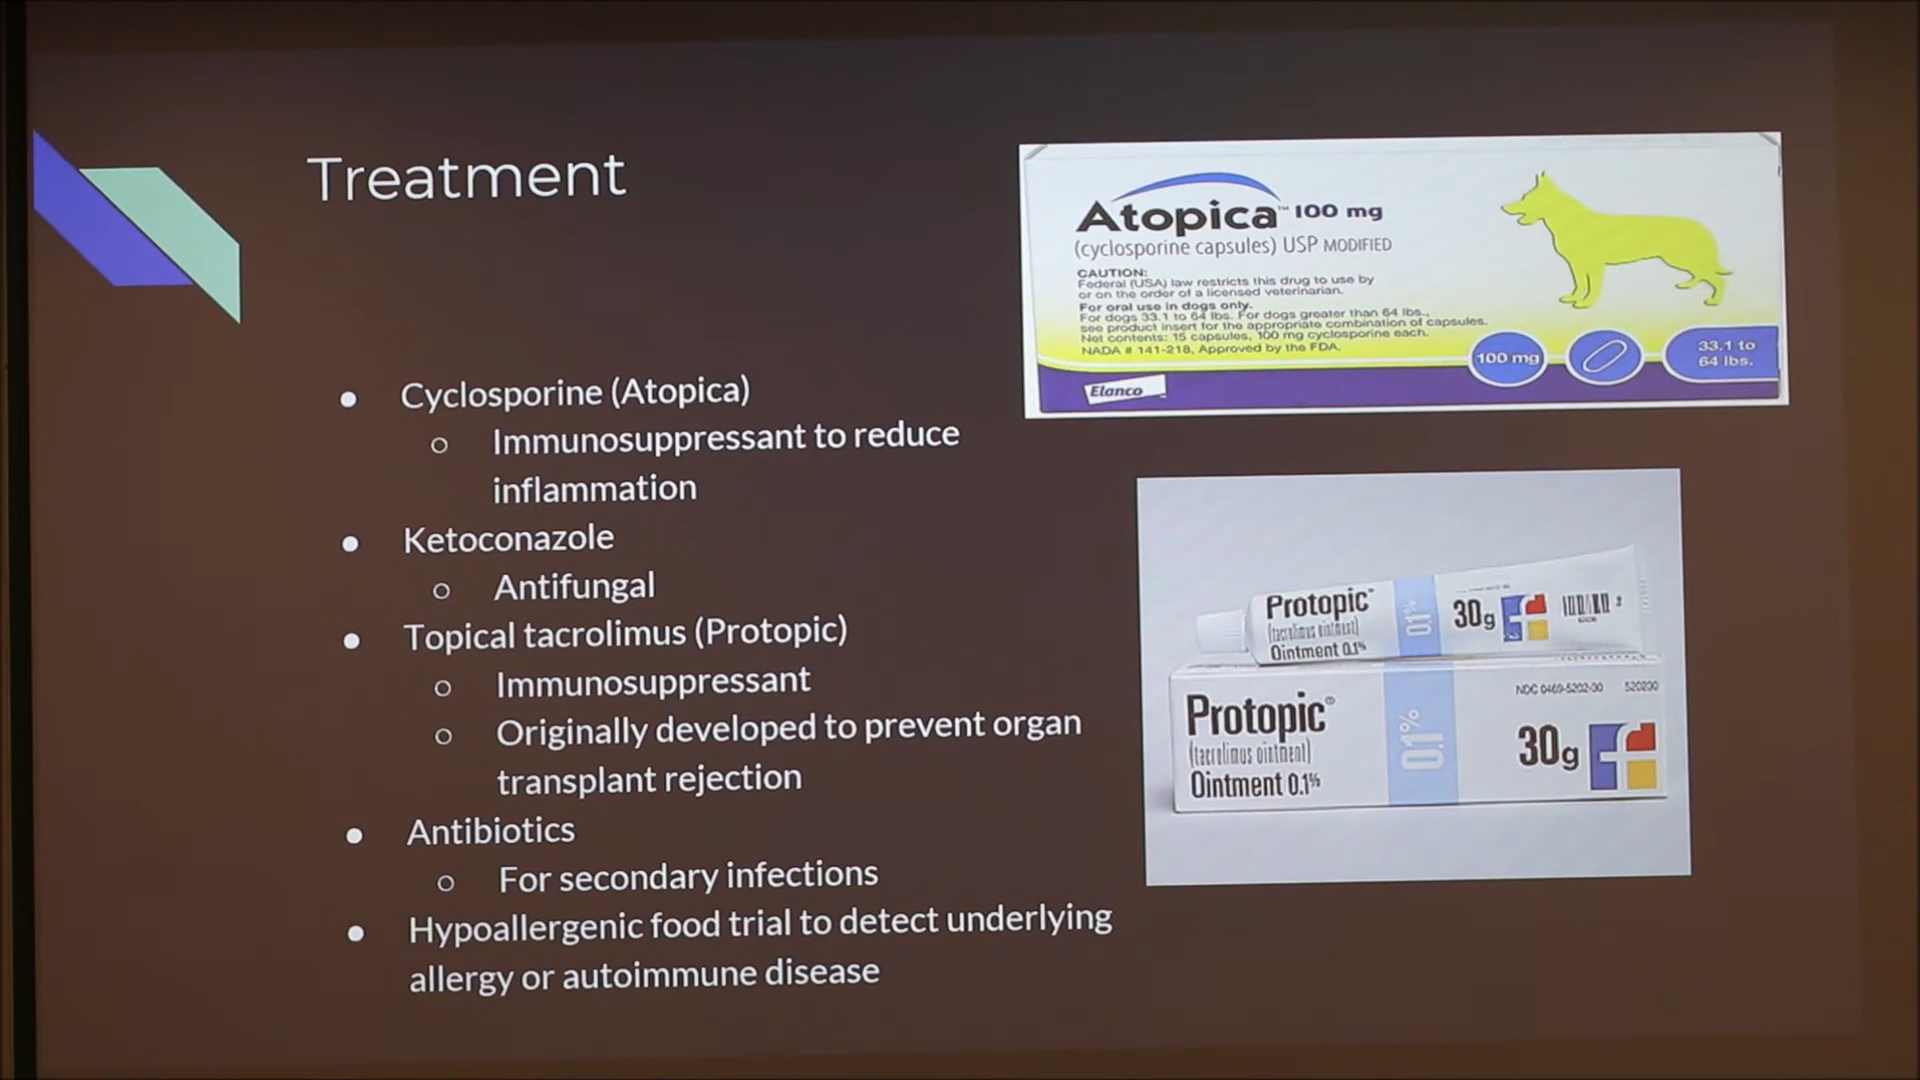 Treatment
Atopica™ 100 mg
(cyclosporine capsules) USP MODIFIED
CAUTION:
Federal (USA) law restricts this drug to use by
or on the order of a licensed veterinarian.
For oral use in dogs only.
For dogs 33.1 to 64 lbs. For dogs greater than 64 lbs.,
see product insert for the appropriate combination of capsules.
Net contents: 15 capsules, 100 mg cyclosporine each.
NADA # 141-218, Approved by the FDA.
100 mg
33.1 to
64 lbs.
Elanco
● Cyclosporine (Atopica)
○ Immunosuppressant to reduce
inflammation
● Ketoconazole
○ Antifungal
● Topical tacrolimus (Protopic)
○ Immunosuppressant
○ Originally developed to prevent organ
transplant rejection
● Antibiotics
○ For secondary infections
● Hypoallergenic food trial to detect underlying
allergy or autoimmune disease
Protopic
(tacrolimus ointment)
Ointment 0.1%
0.1%
30g
Protopic®
(tacrolimus ointment)
Ointment 0.1%
0.1%
NDC 0469-5202-30
520230
30g